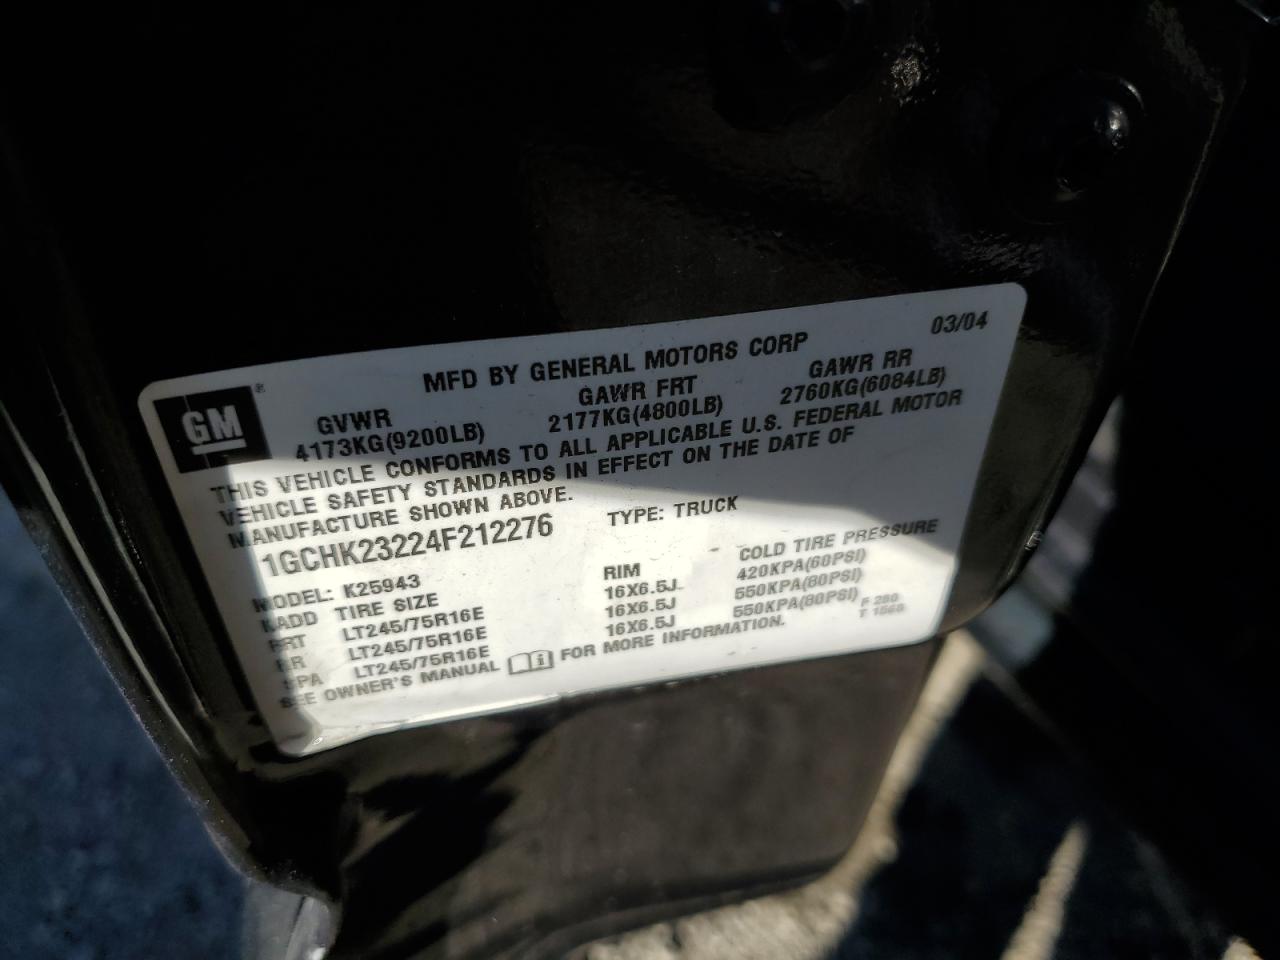 03/04
MFD BY GENERAL MOTORS CORP
GM®
GVWR GAWR FRT GAWR RR
4173KG(9200LB) 2177KG(4800LB) 2760KG(6084LB)
THIS VEHICLE CONFORMS TO ALL APPLICABLE U.S. FEDERAL MOTOR
VEHICLE SAFETY STANDARDS IN EFFECT ON THE DATE OF
MANUFACTURE SHOWN ABOVE.
1GCHK23224F212276 TYPE: TRUCK
MODEL: K25943
KADD TIRE SIZE RIM COLD TIRE PRESSURE
FRT LT245/75R16E 16X6.5J 420KPA(60PSI)
RR LT245/75R16E 16X6.5J 550KPA(80PSI)
SPA LT245/75R16E 16X6.5J 550KPA(80PSI)
SEE OWNER'S MANUAL i FOR MORE INFORMATION.
F 280
T 1568